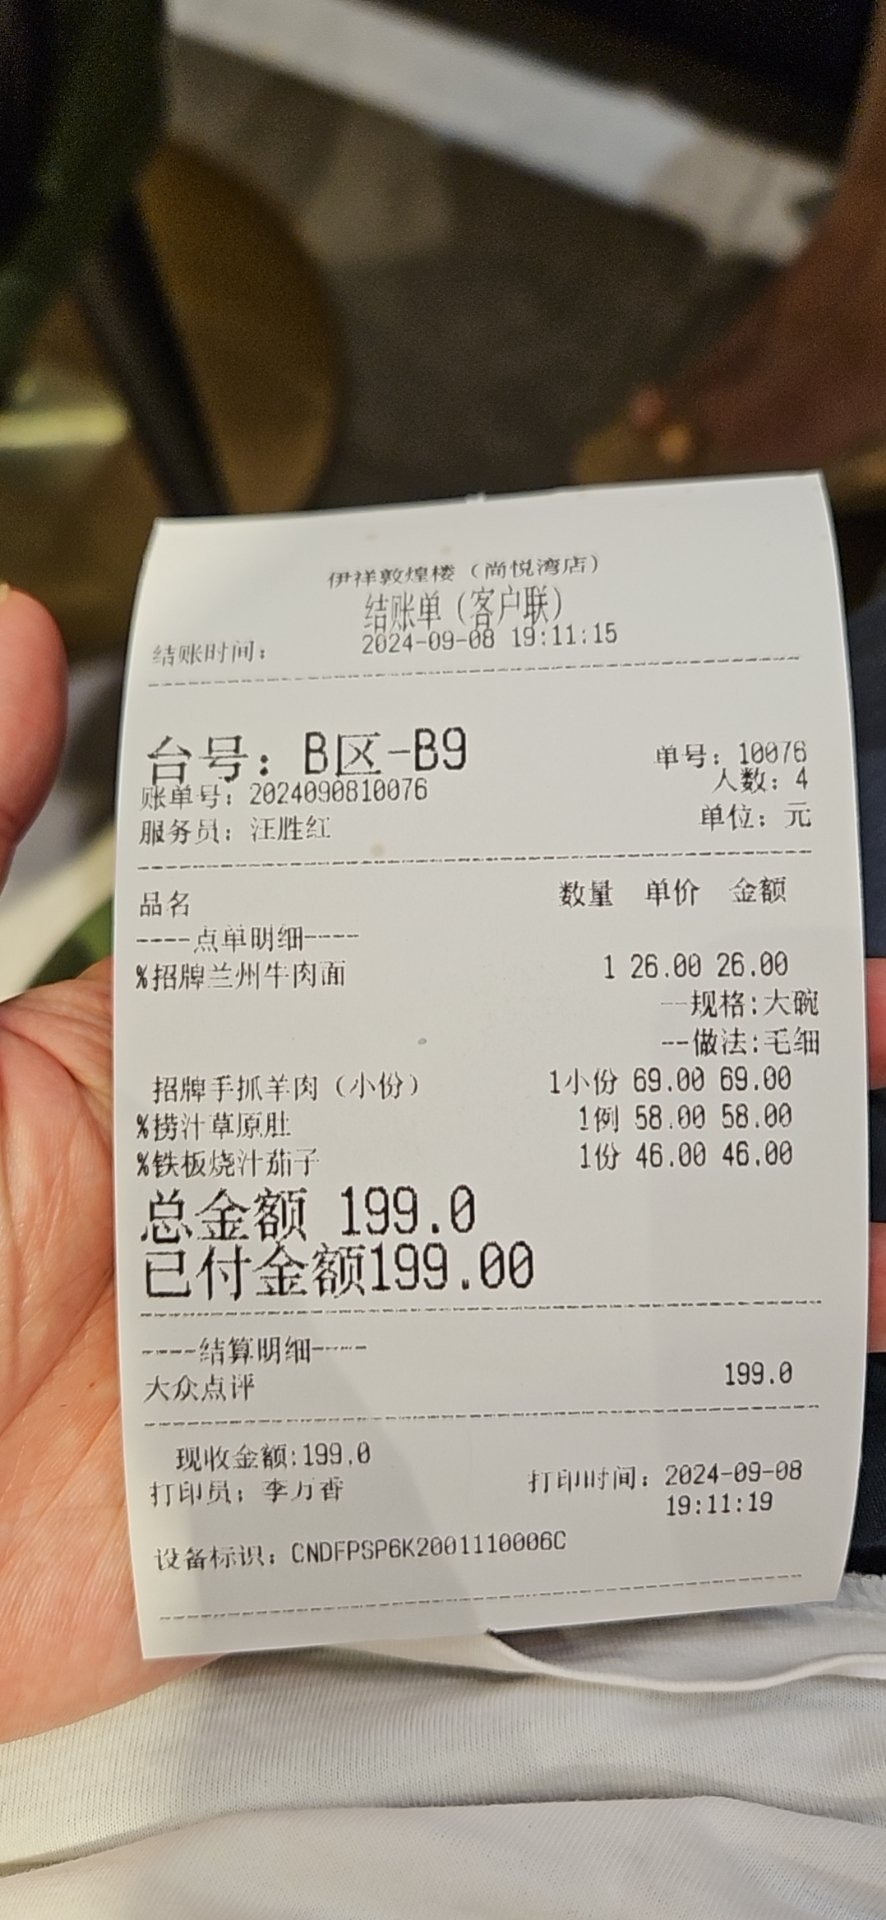 伊祥敦煌楼（尚悦湾店）
结账单（客户联）
结账时间： 2024-09-08 19:11:15
台号：B区-B9 单号：10076
账单号：2024090810076 人数：4
服务员：汪胜红 单位：元
品名 数量 单价 金额
----点单明细----
%招牌兰州牛肉面 1 26.00 26.00
--规格:大碗
--做法:毛细
招牌手抓羊肉（小份） 1小份 69.00 69.00
%捞汁草原肚 1例 58.00 58.00
%铁板烧汁茄子 1份 46.00 46.00
总金额 199.0
已付金额199.00
----结算明细----
大众点评 199.0
现收金额:199.0
打印员：李万香 打印时间：2024-09-08
19:11:19
设备标识：CNDFPSP6K2001110006C